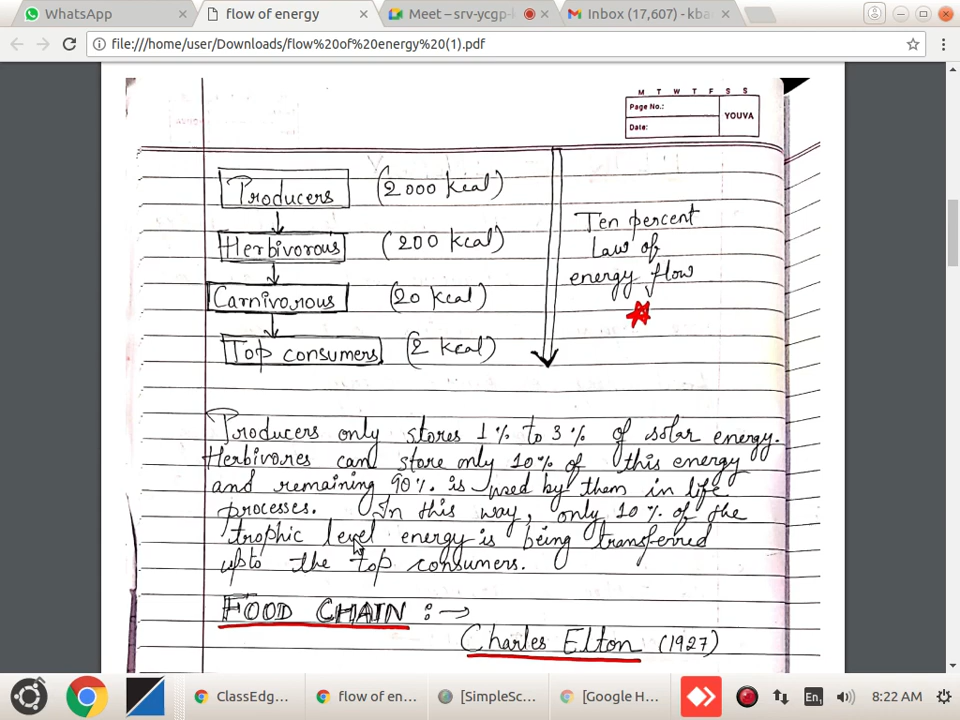 WhatsApp
flow of energy
Meet – srv-ycgp-
Inbox (17,607) - kba
file:///home/user/Downloads/flow%20of%20energy%20(1).pdf
M T W T F S S
Page No.:
Date:
YOUVA
Producers (2000 kcal)
Herbivorous (200 kcal)
Carnivorous (20 kcal)
Top consumers (2 kcal)
Ten percent
Law of
energy flow
Producers only stores 1% to 3% of solar energy.
Herbivores can store only 10% of this energy
and remaining 90% is used by them in life
processes. In this way, only 10% of the
trophic level energy is being transferred
upto the top consumers.
FOOD CHAIN :→
Charles Elton (1927)
ClassEdg...
flow of en...
[SimpleSc...
[Google H...
En1
8:22 AM